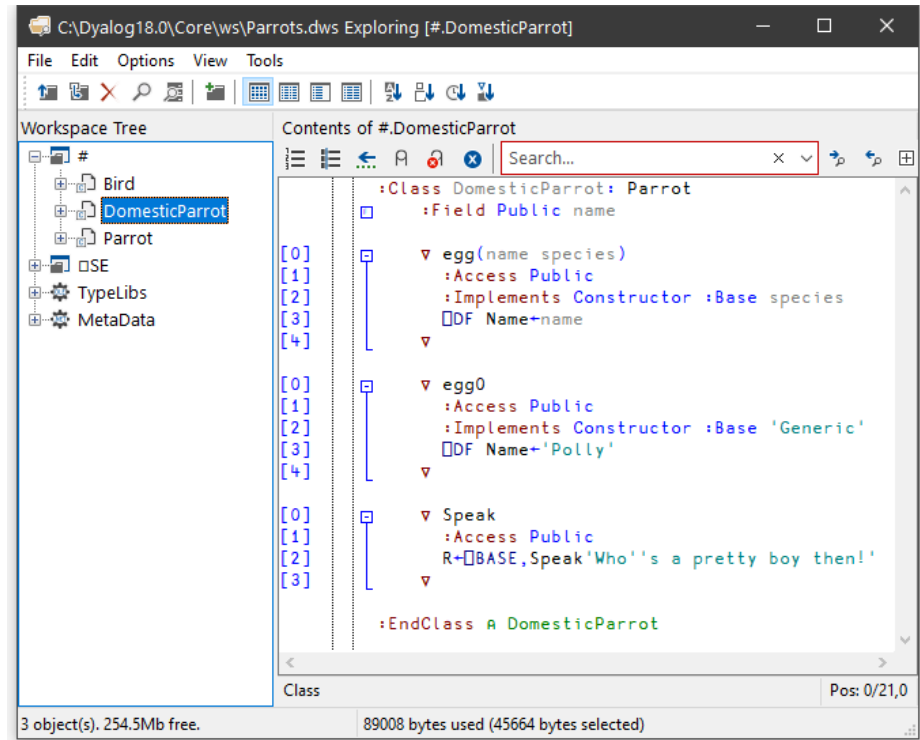 C:\Dyalog18.0\Core\ws\Parrots.dws Exploring [#.DomesticParrot]
File Edit Options View Tools
Workspace Tree
#
Bird
DomesticParrot
Parrot
⎕SE
TypeLibs
MetaData
Contents of #.DomesticParrot
Search...
:Class DomesticParrot: Parrot
:Field Public name
[0] ∇ egg(name species)
[1] :Access Public
[2] :Implements Constructor :Base species
[3] ⎕DF Name←name
[4] ∇
[0] ∇ egg0
[1] :Access Public
[2] :Implements Constructor :Base 'Generic'
[3] ⎕DF Name←'Polly'
[4] ∇
[0] ∇ Speak
[1] :Access Public
[2] R←⎕BASE,Speak'Who''s a pretty boy then!'
[3] ∇
:EndClass ⍝ DomesticParrot
Class
Pos: 0/21,0
3 object(s). 254.5Mb free.
89008 bytes used (45664 bytes selected)